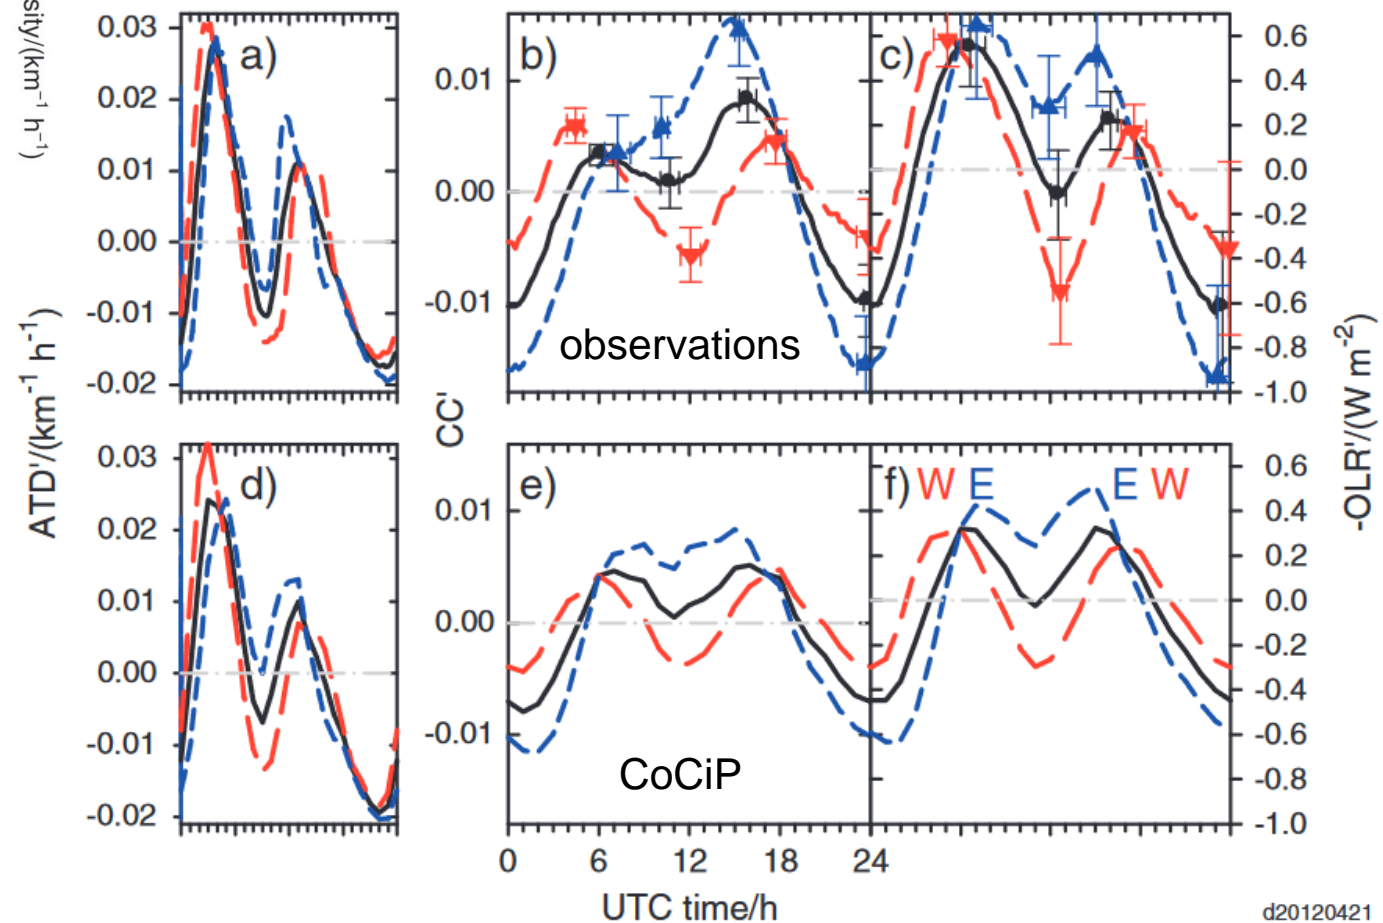 sity/(km⁻¹ h⁻¹)
ATD'/(km⁻¹ h⁻¹)
0.03
0.02
0.01
0.00
-0.01
-0.02
a)
0.01
0.00
-0.01
CC'
b)
observations
c)
0.6
0.4
0.2
0.0
-0.2
-0.4
-0.6
-0.8
-1.0
-OLR'/(W m⁻²)
0.03
0.02
0.01
0.00
-0.01
-0.02
d)
0.01
0.00
-0.01
e)
CoCiP
f) W E E W
0.6
0.4
0.2
0.0
-0.2
-0.4
-0.6
-0.8
-1.0
0 6 12 18 24
UTC time/h
d20120421